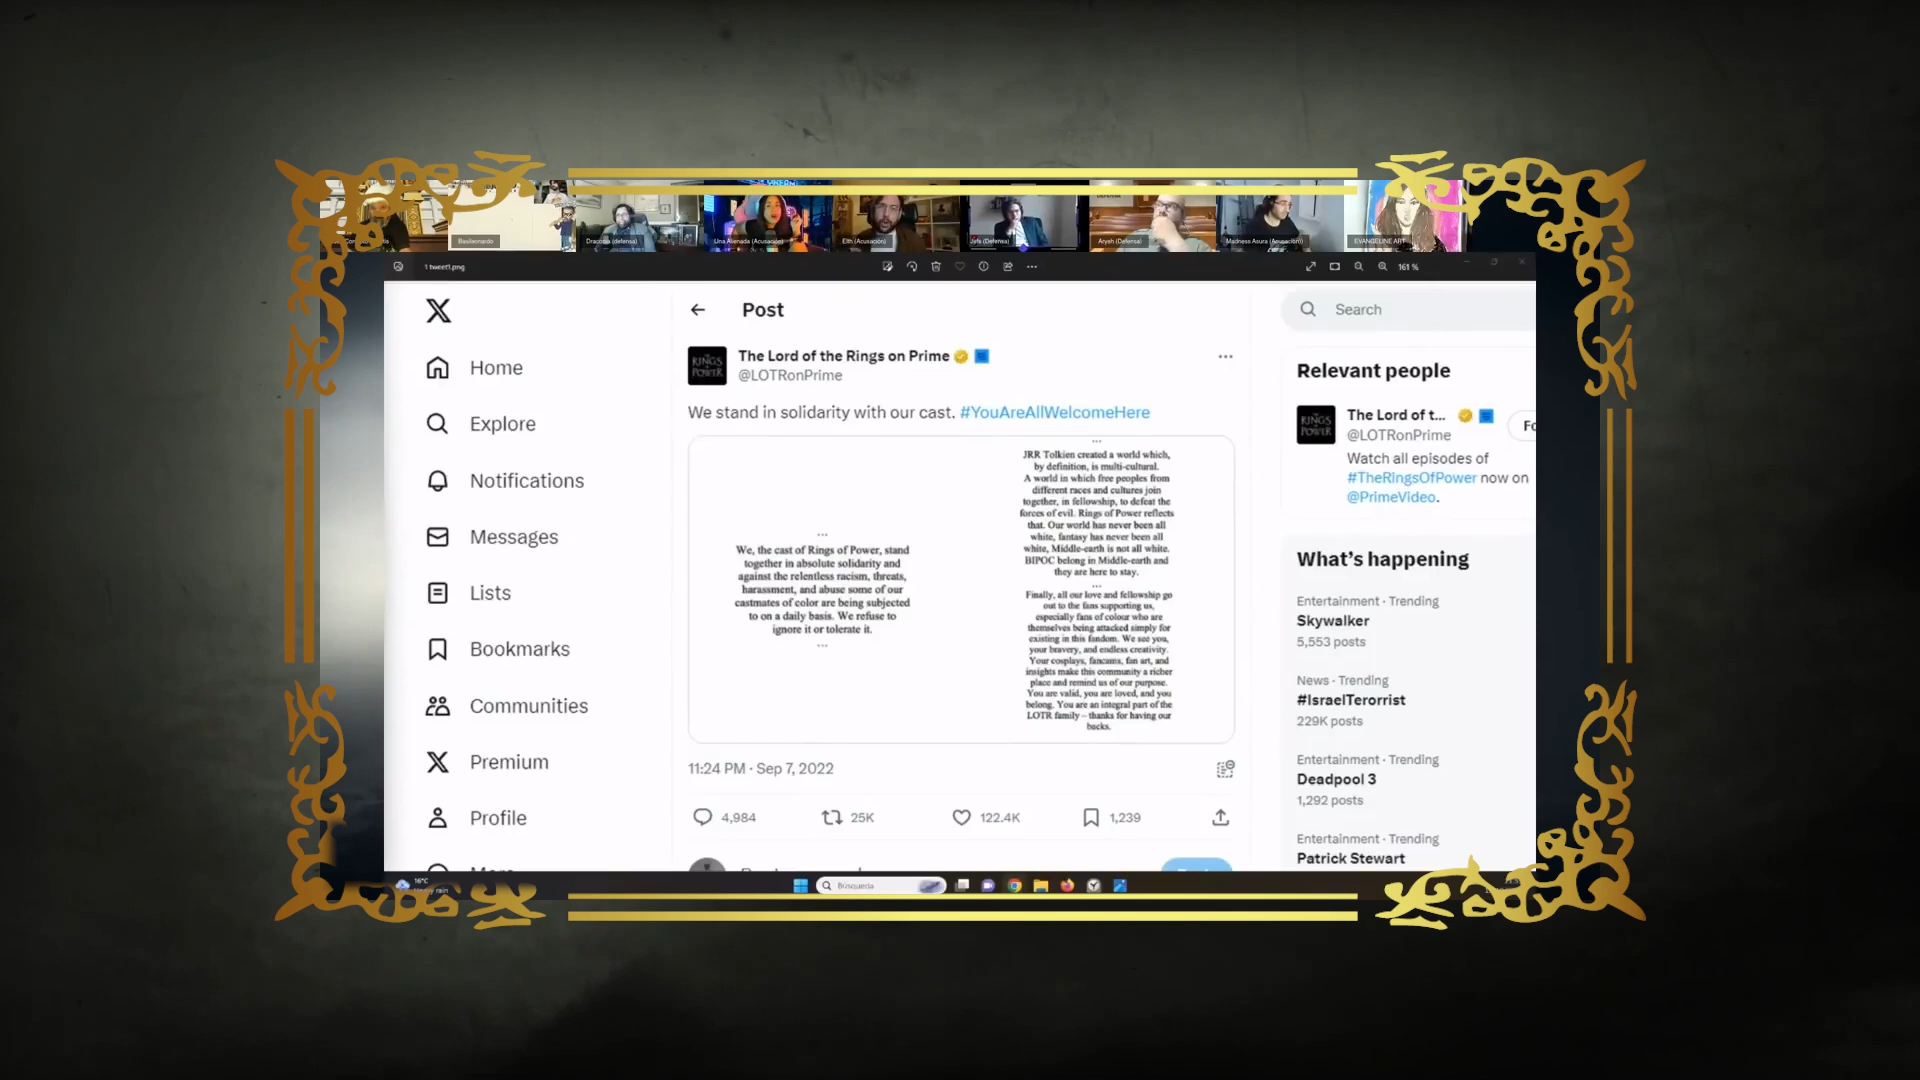 Basileonardo
Draconia (defensa)
Una Alienada (Acusación)
Elth (Acusación)
Jafs (Defensa)
Aryeh (Defensa)
Madness Asura (Acusación)
EVANGELINE ART
1 tweet1.png
161 %
Post
Search
Home
Explore
Notifications
Messages
Lists
Bookmarks
Communities
Premium
Profile
THE RINGS OF POWER
The Lord of the Rings on Prime
@LOTRonPrime
We stand in solidarity with our cast. #YouAreAllWelcomeHere
...
We, the cast of Rings of Power, stand
together in absolute solidarity and
against the relentless racism, threats,
harassment, and abuse some of our
castmates of color are being subjected
to on a daily basis. We refuse to
ignore it or tolerate it.
...
...
JRR Tolkien created a world which,
by definition, is multi-cultural.
A world in which free peoples from
different races and cultures join
together, in fellowship, to defeat the
forces of evil. Rings of Power reflects
that. Our world has never been all
white, fantasy has never been all
white, Middle-earth is not all white.
BIPOC belong in Middle-earth and
they are here to stay.
...
Finally, all our love and fellowship go
out to the fans supporting us,
especially fans of colour who are
themselves being attacked simply for
existing in this fandom. We see you,
your bravery, and endless creativity.
Your cosplays, fancams, fan art, and
insights make this community a richer
place and remind us of our purpose.
You are valid, you are loved, and you
belong. You are an integral part of the
LOTR family – thanks for having our
backs.
11:24 PM · Sep 7, 2022
4,984
25K
122.4K
1,239
Relevant people
THE RINGS OF POWER
The Lord of t...
@LOTRonPrime
Fo
Watch all episodes of
#TheRingsOfPower now on
@PrimeVideo.
What's happening
Entertainment · Trending
Skywalker
5,553 posts
News · Trending
#IsraelTerorrist
229K posts
Entertainment · Trending
Deadpool 3
1,292 posts
Entertainment · Trending
Patrick Stewart
16°C
Búsqueda